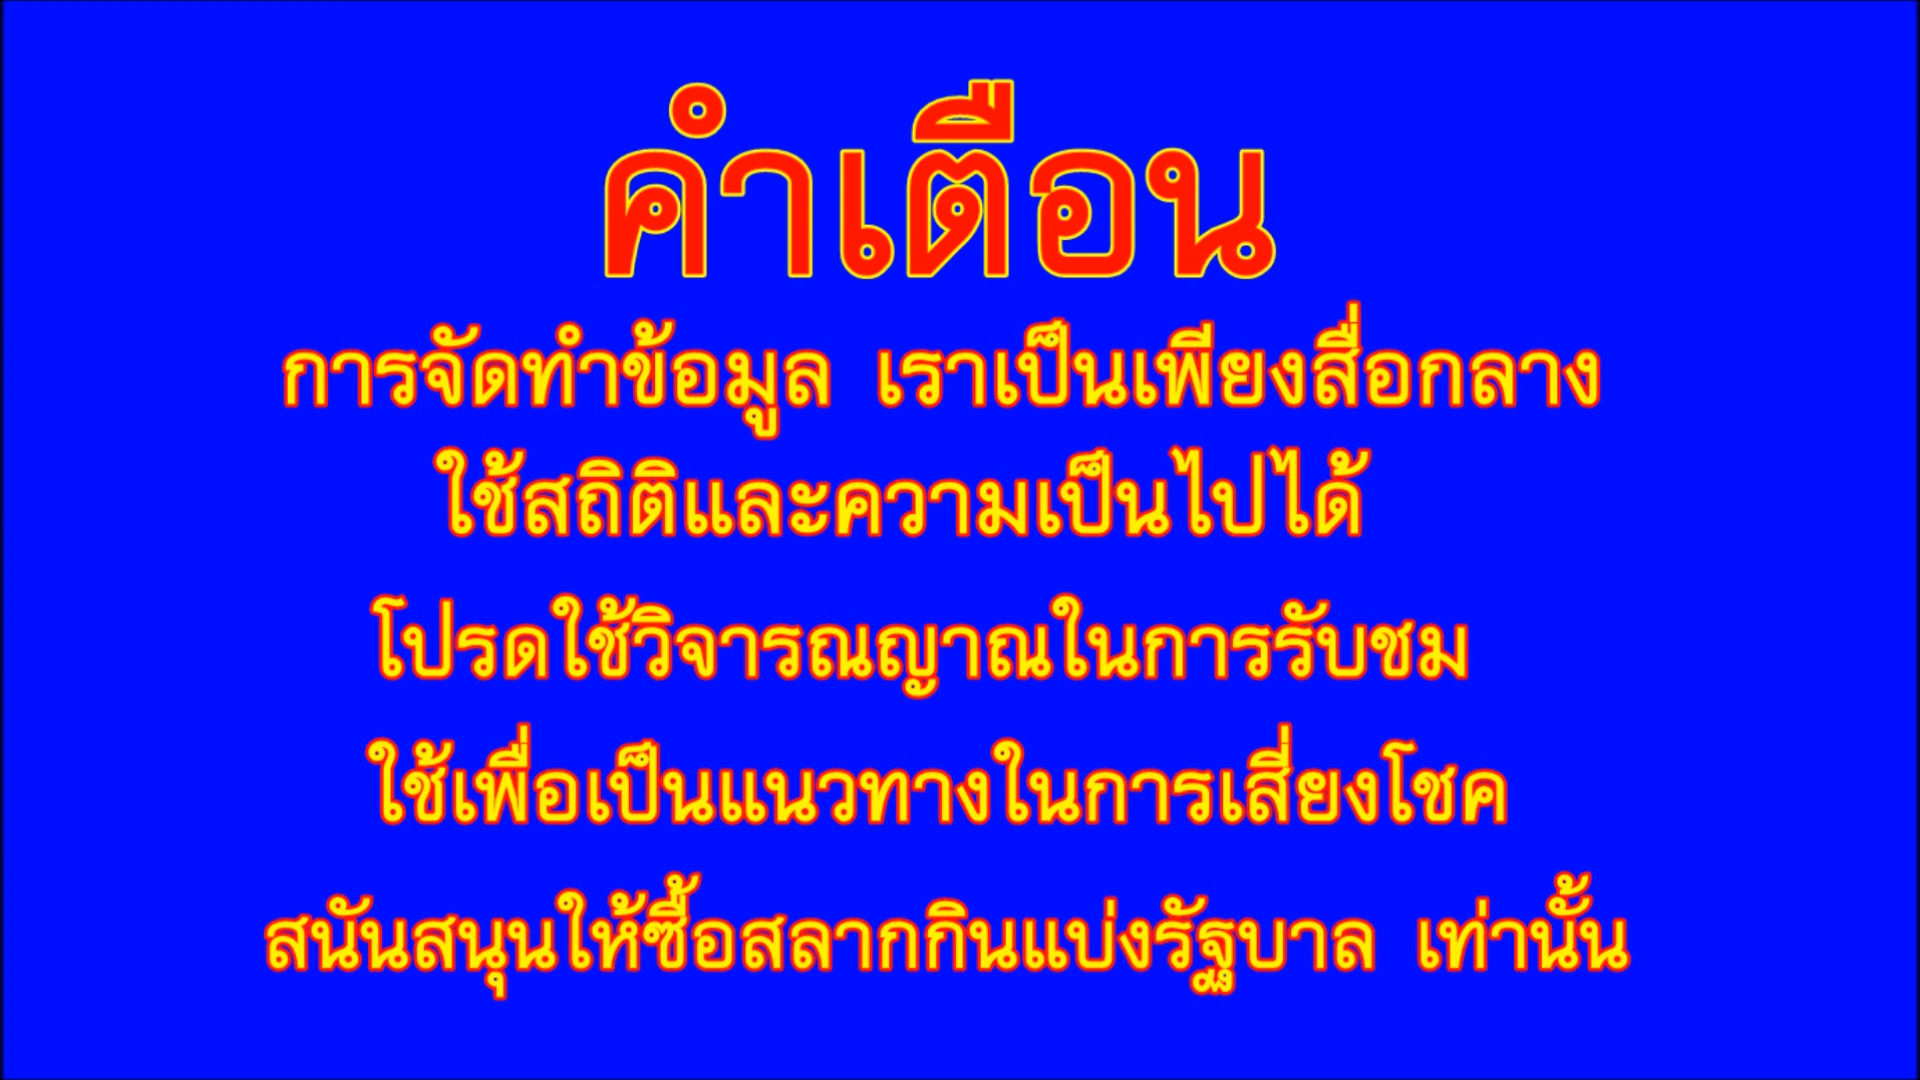 คำเตือน
การจัดทำข้อมูล เราเป็นเพียงสื่อกลาง
ใช้สถิติและความเป็นไปได้
โปรดใช้วิจารณญาณในการรับชม
ใช้เพื่อเป็นแนวทางในการเสี่ยงโชค
สนันสนุนให้ซื้อสลากกินแบ่งรัฐบาล เท่านั้น